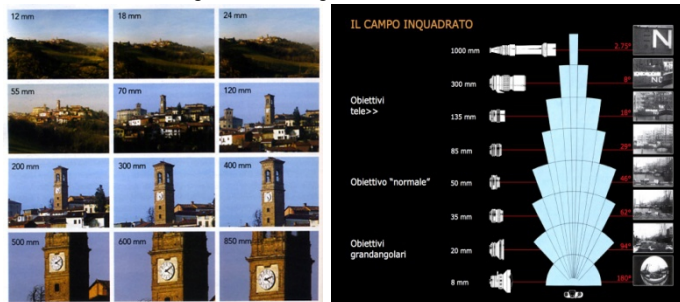 12 mm
18 mm
24 mm
55 mm
70 mm
120 mm
200 mm
300 mm
400 mm
500 mm
600 mm
850 mm
IL CAMPO INQUADRATO
1000 mm
2.75°
N
300 mm
8°
Obiettivi
tele>>
135 mm
18°
85 mm
29°
Obiettivo "normale"
50 mm
46°
35 mm
62°
Obiettivi
grandangolari
20 mm
94°
8 mm
180°